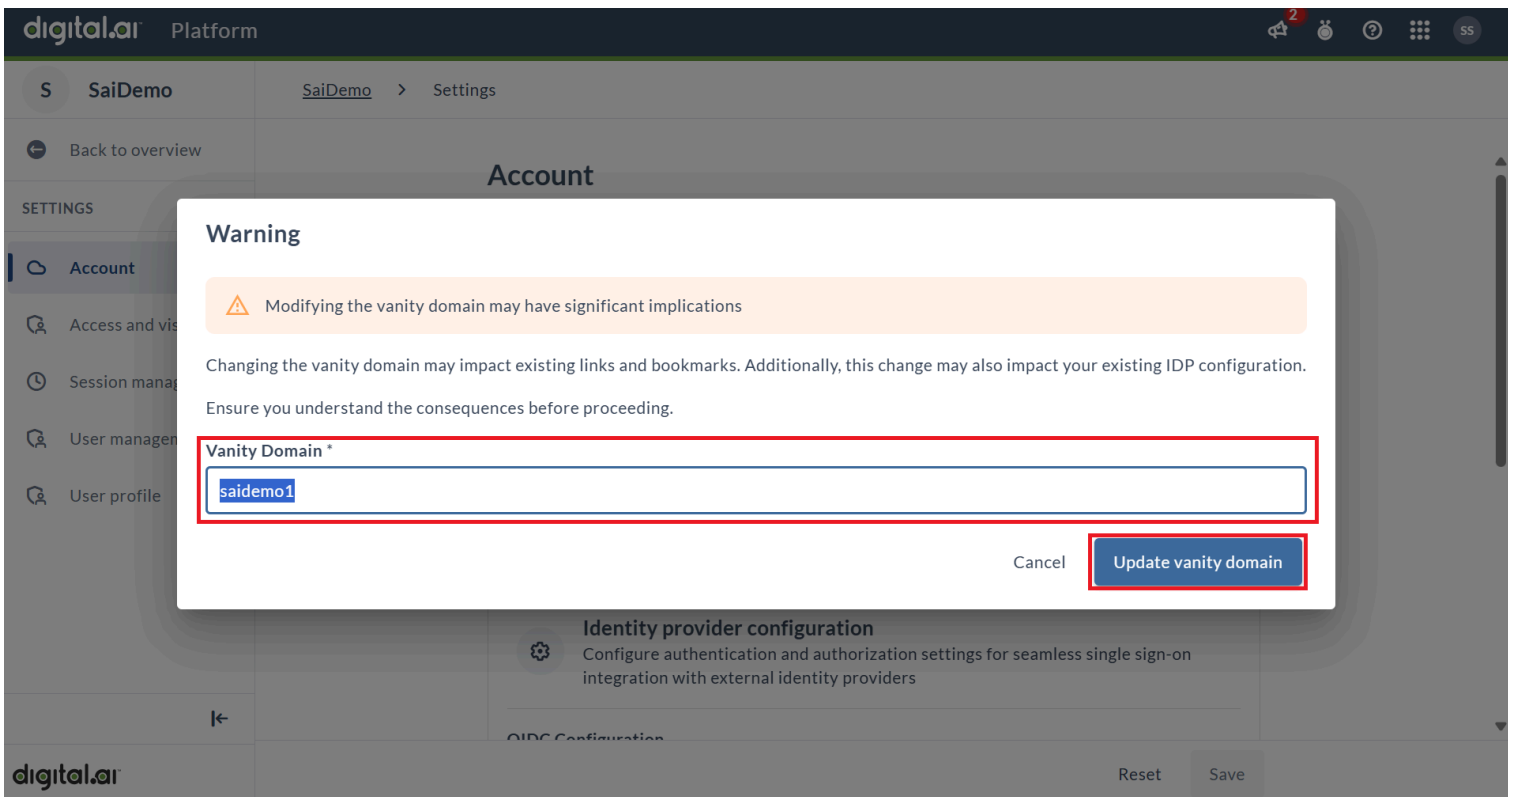 digital.ai Platform
2
SS
S SaiDemo
SaiDemo > Settings
Back to overview
Account
SETTINGS
Account
Access and vis
Session manag
User managem
User profile
Warning
Modifying the vanity domain may have significant implications
Changing the vanity domain may impact existing links and bookmarks. Additionally, this change may also impact your existing IDP configuration.
Ensure you understand the consequences before proceeding.
Vanity Domain *
saidemo1
Cancel
Update vanity domain
Identity provider configuration
Configure authentication and authorization settings for seamless single sign-on
integration with external identity providers
OIDC Configuration
digital.ai
Reset
Save